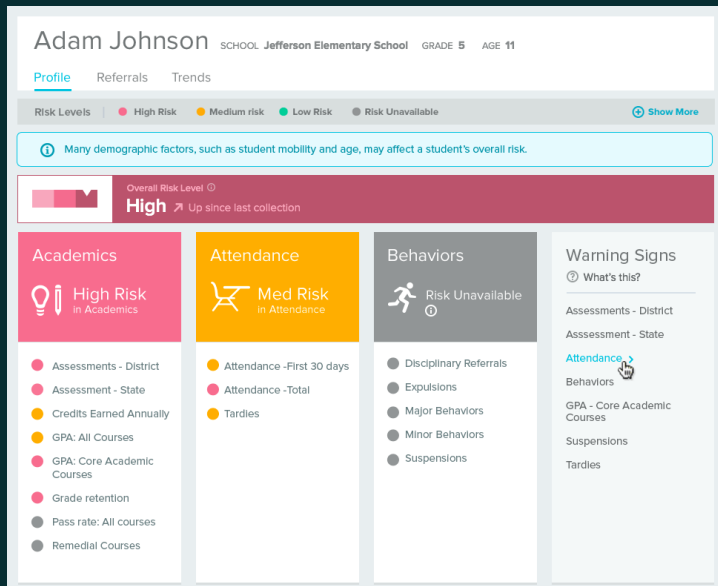 Adam Johnson SCHOOL Jefferson Elementary School GRADE 5 AGE 11
Profile Referrals Trends
Risk Levels High Risk Medium risk Low Risk Risk Unavailable Show More
Many demographic factors, such as student mobility and age, may affect a student's overall risk.
Overall Risk Level
High Up since last collection
Academics
High Risk
in Academics
Assessments - District
Assessment - State
Credits Earned Annually
GPA: All Courses
GPA: Core Academic
Courses
Grade retention
Pass rate: All courses
Remedial Courses
Attendance
Med Risk
in Attendance
Attendance -First 30 days
Attendance -Total
Tardies
Behaviors
Risk Unavailable
Disciplinary Referrals
Expulsions
Major Behaviors
Minor Behaviors
Suspensions
Warning Signs
What's this?
Assessments - District
Asssessment - State
Attendance
Behaviors
GPA - Core Academic
Courses
Suspensions
Tardies